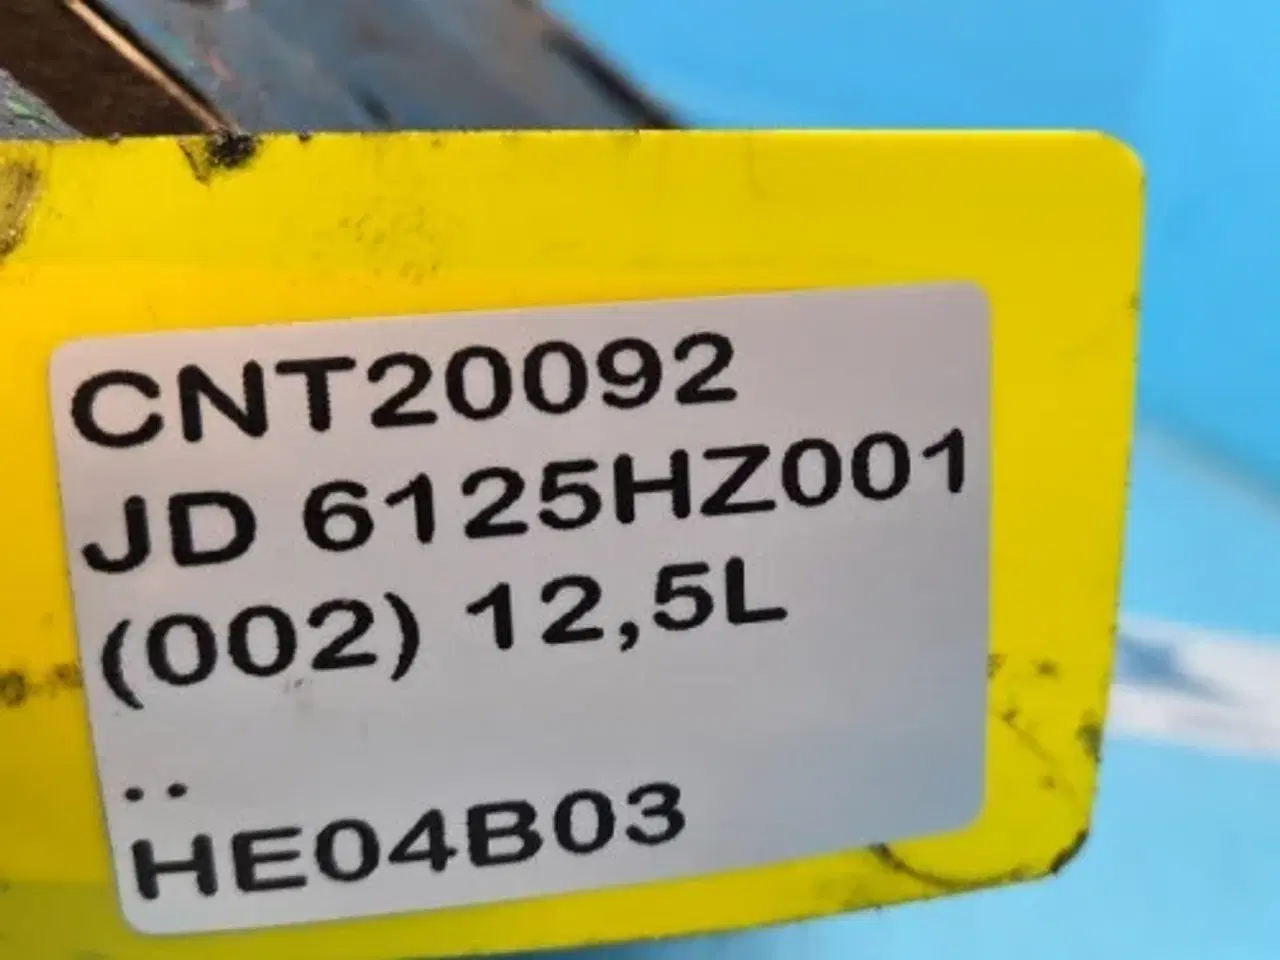 CNT20092
JD 6125HZ001
(002) 12,5L
..
HE04B03